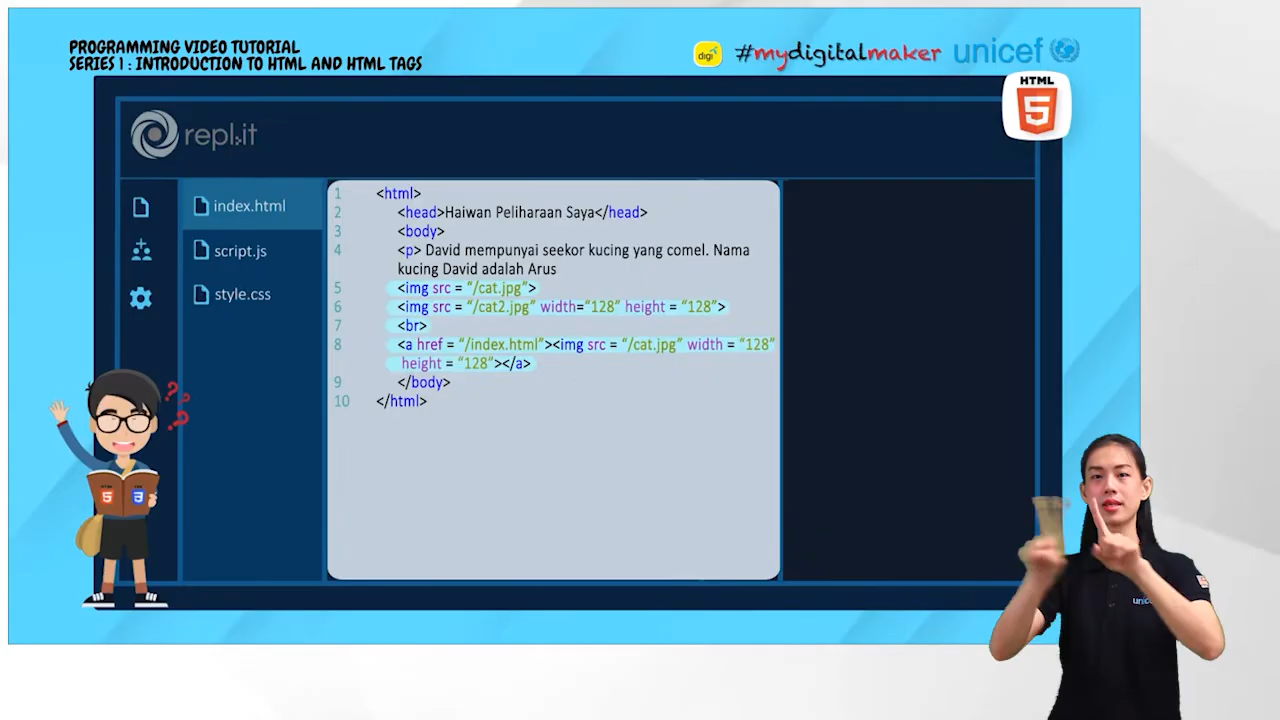 PROGRAMMING VIDEO TUTORIAL
SERIES 1 : INTRODUCTION TO HTML AND HTML TAGS
digi
#mydigitalmaker
unicef
HTML
5
repl.it
index.html
script.js
style.css
1 <html>
2 <head>Haiwan Peliharaan Saya</head>
3 <body>
4 <p> David mempunyai seekor kucing yang comel. Nama
kucing David adalah Arus
5 <img src = “/cat.jpg”>
6 <img src = “/cat2.jpg” width=“128” height = “128”>
7 <br>
8 <a href = “/index.html”><img src = “/cat.jpg” width = “128”
height = “128”></a>
9 </body>
10 </html>
???
5 3